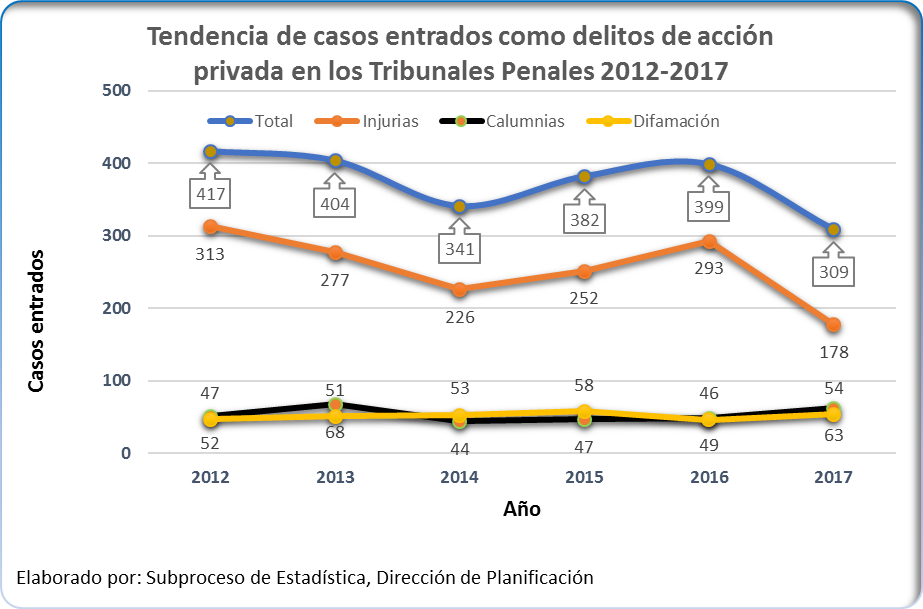 Tendencia de casos entrados como delitos de acción
privada en los Tribunales Penales 2012-2017
500
Total Injurias Calumnias Difamación
400
417 404 341 382 399 309
300
313 277 226 252 293 178
200
100
47 51 53 58 46 54
52 68 44 47 49 63
0
2012 2013 2014 2015 2016 2017
Casos entrados
Año
Elaborado por: Subproceso de Estadística, Dirección de Planificación